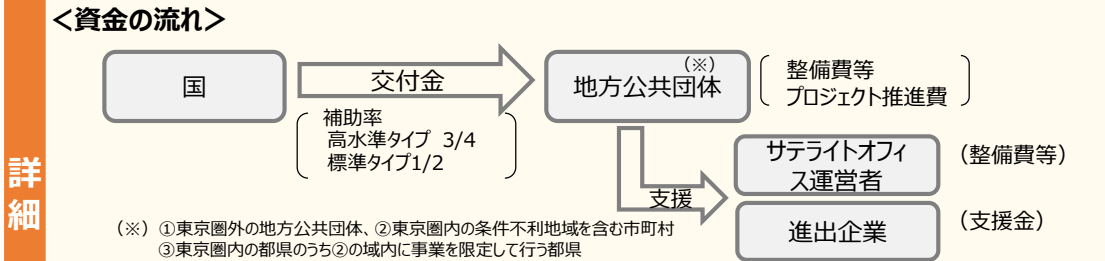 詳細
＜資金の流れ＞
国
交付金
補助率
高水準タイプ 3/4
標準タイプ1/2
（※）
地方公共団体
整備費等
プロジェクト推進費
支援
サテライトオフィ
ス運営者
（整備費等）
進出企業
（支援金）
（※）①東京圏外の地方公共団体、②東京圏内の条件不利地域を含む市町村
③東京圏内の都県のうち②の域内に事業を限定して行う都県